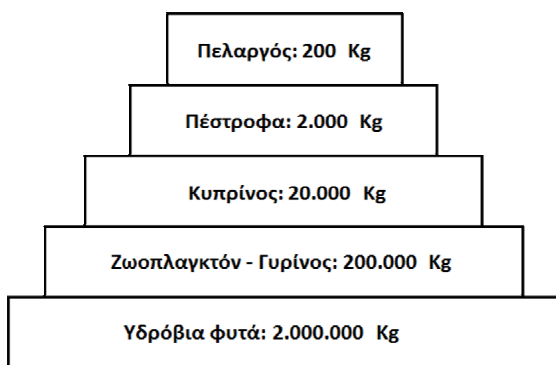 Πελαργός: 200 Kg
Πέστροφα: 2.000 Kg
Κυπρίνος: 20.000 Kg
Ζωοπλαγκτόν - Γυρίνος: 200.000 Kg
Υδρόβια φυτά: 2.000.000 Kg